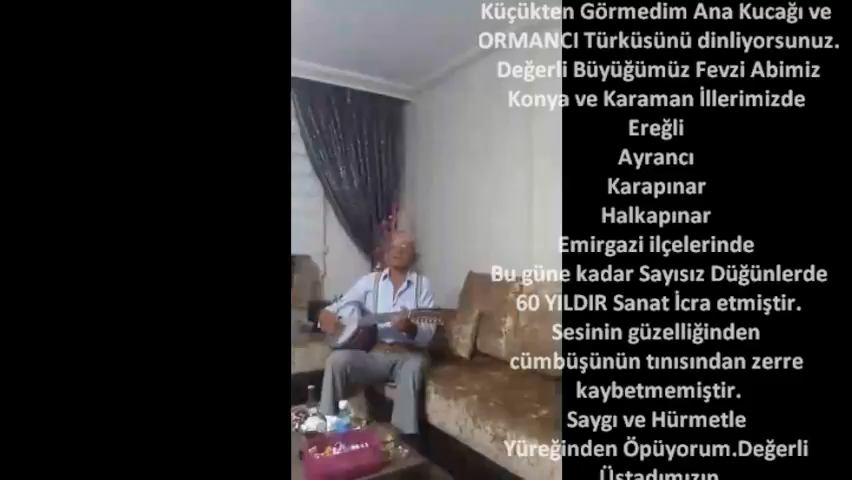 Küçükten Görmedim Ana Kucağı ve
ORMANCI Türküsünü dinliyorsunuz.
Değerli Büyüğümüz Fevzi Abimiz
Konya ve Karaman İllerimizde
Ereğli
Ayrancı
Karapınar
Halkapınar
Emirgazi ilçelerinde
Bu güne kadar Sayısız Düğünlerde
60 YILDIR Sanat İcra etmiştir.
Sesinin güzelliğinden
cümbüşünün tınısından zerre
kaybetmemiştir.
Saygı ve Hürmetle
Yüreğinden Öpüyorum.Değerli
Üstadımızın